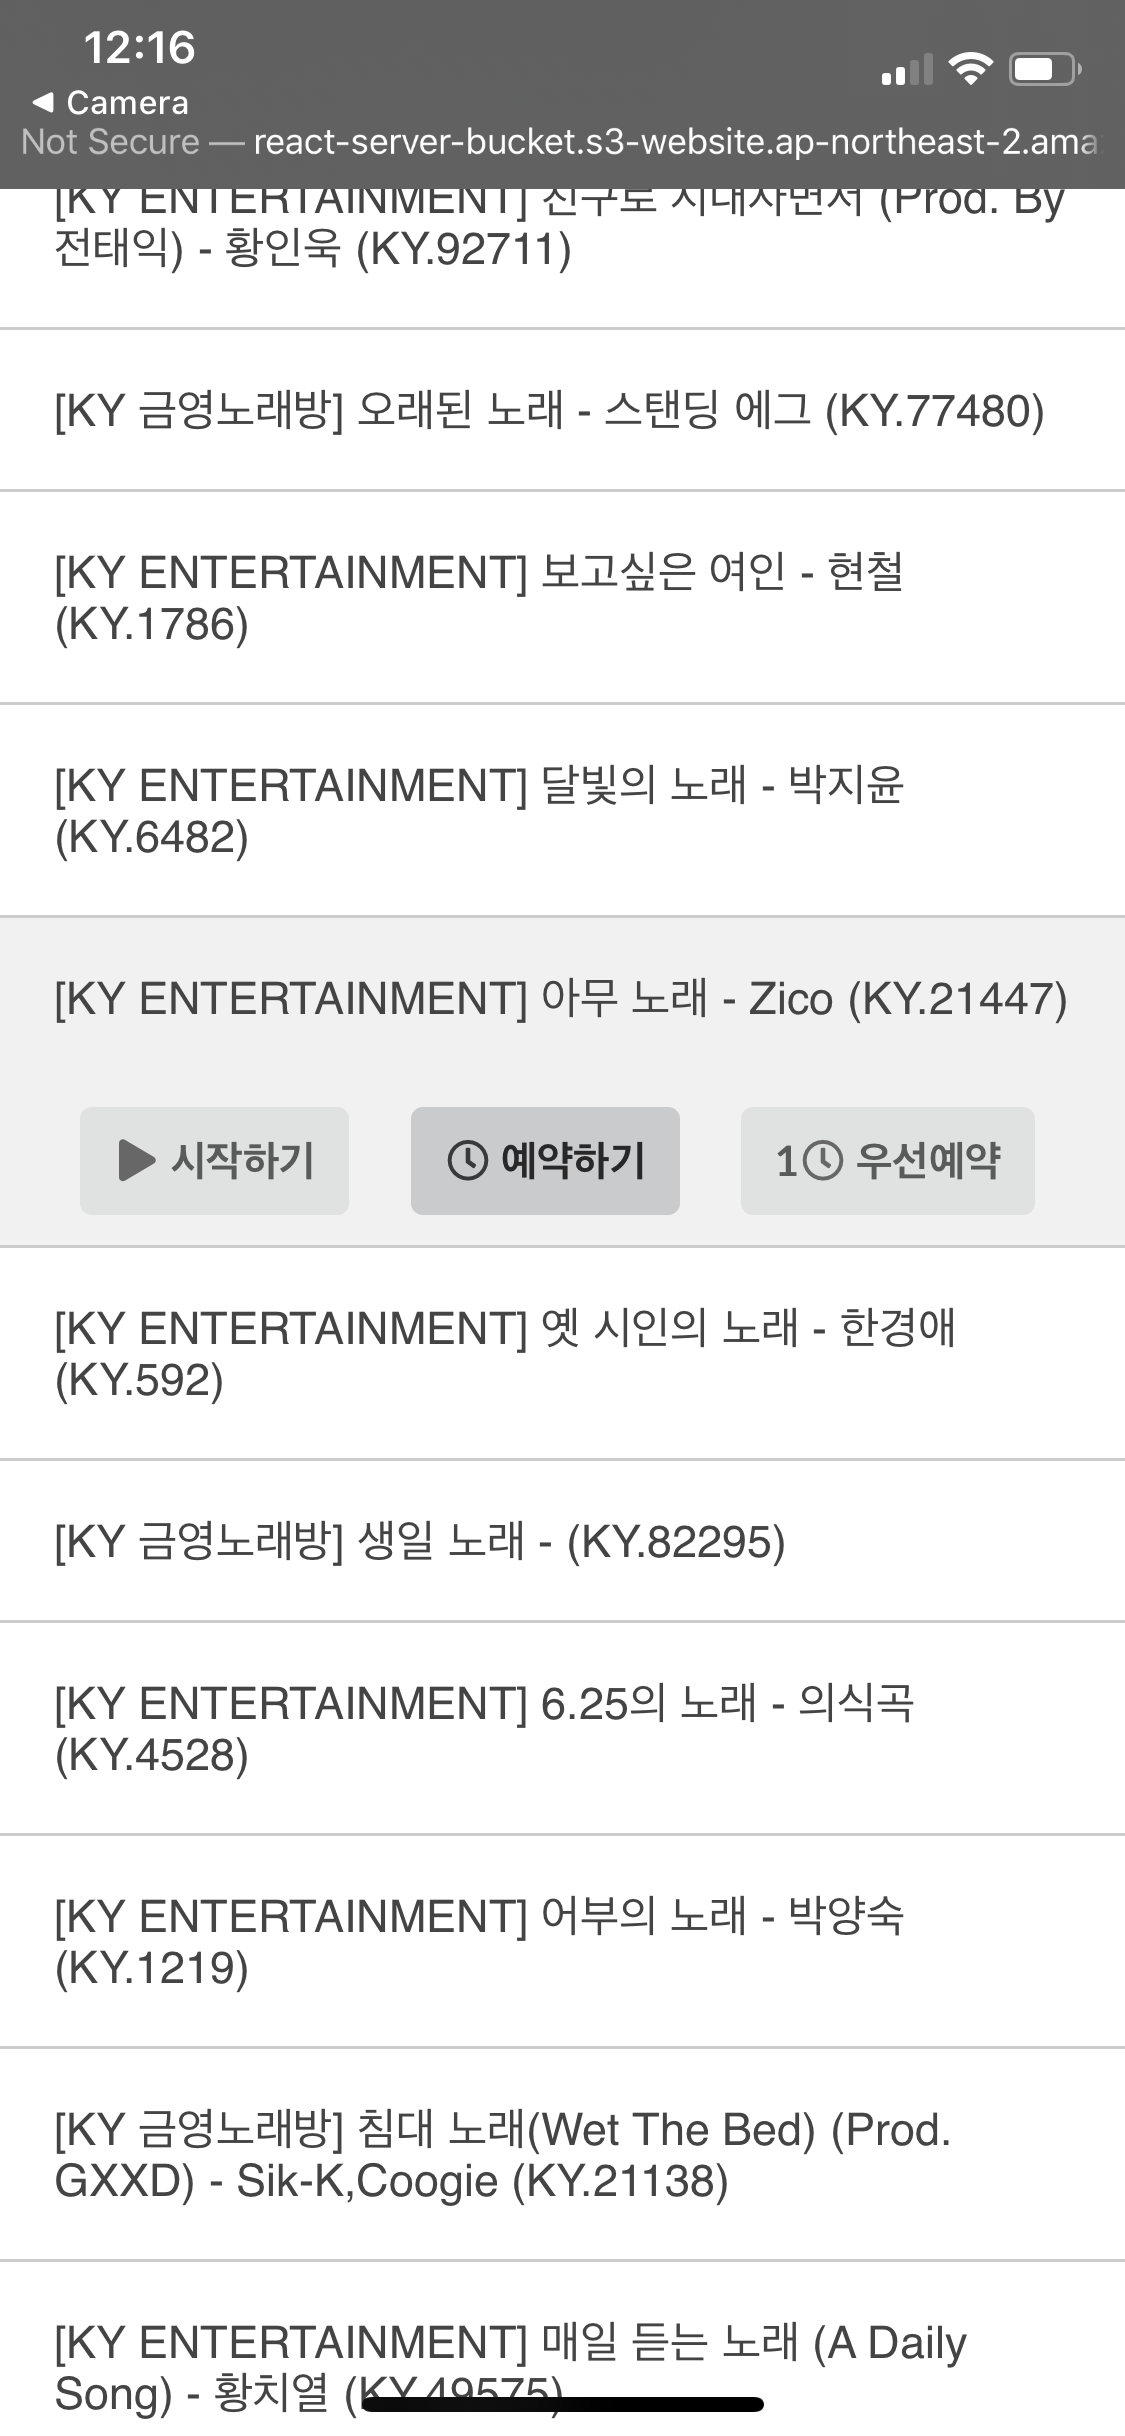 12:16
Camera
Not Secure — react-server-bucket.s3-website.ap-northeast-2.ama
[KY ENTERTAINMENT] 친구로 지내자면서 (Prod. By
전태익) - 황인욱 (KY.92711)
[KY 금영노래방] 오래된 노래 - 스탠딩 에그 (KY.77480)
[KY ENTERTAINMENT] 보고싶은 여인 - 현철
(KY.1786)
[KY ENTERTAINMENT] 달빛의 노래 - 박지윤
(KY.6482)
[KY ENTERTAINMENT] 아무 노래 - Zico (KY.21447)
시작하기
예약하기
1 우선예약
[KY ENTERTAINMENT] 옛 시인의 노래 - 한경애
(KY.592)
[KY 금영노래방] 생일 노래 - (KY.82295)
[KY ENTERTAINMENT] 6.25의 노래 - 의식곡
(KY.4528)
[KY ENTERTAINMENT] 어부의 노래 - 박양숙
(KY.1219)
[KY 금영노래방] 침대 노래(Wet The Bed) (Prod.
GXXD) - Sik-K,Coogie (KY.21138)
[KY ENTERTAINMENT] 매일 듣는 노래 (A Daily
Song) - 황치열 (KY.49575)